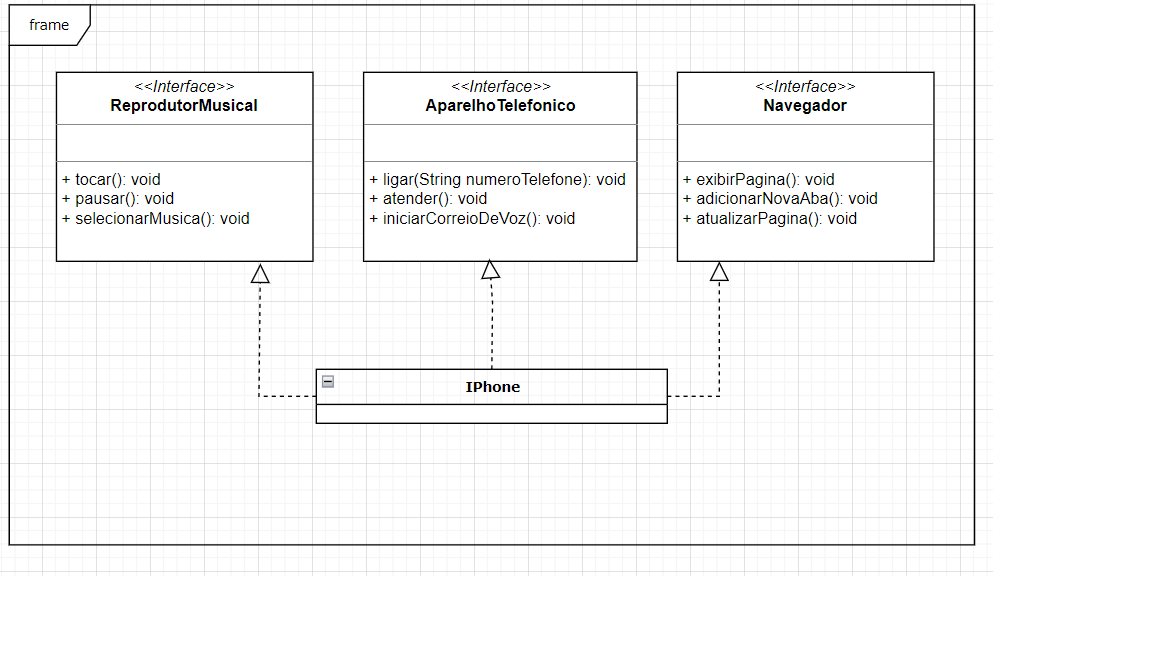 frame
<<Interface>>
ReprodutorMusical
+ tocar(): void
+ pausar(): void
+ selecionarMusica(): void
<<Interface>>
AparelhoTelefonico
+ ligar(String numeroTelefone): void
+ atender(): void
+ iniciarCorreioDeVoz(): void
<<Interface>>
Navegador
+ exibirPagina(): void
+ adicionarNovaAba(): void
+ atualizarPagina(): void
IPhone